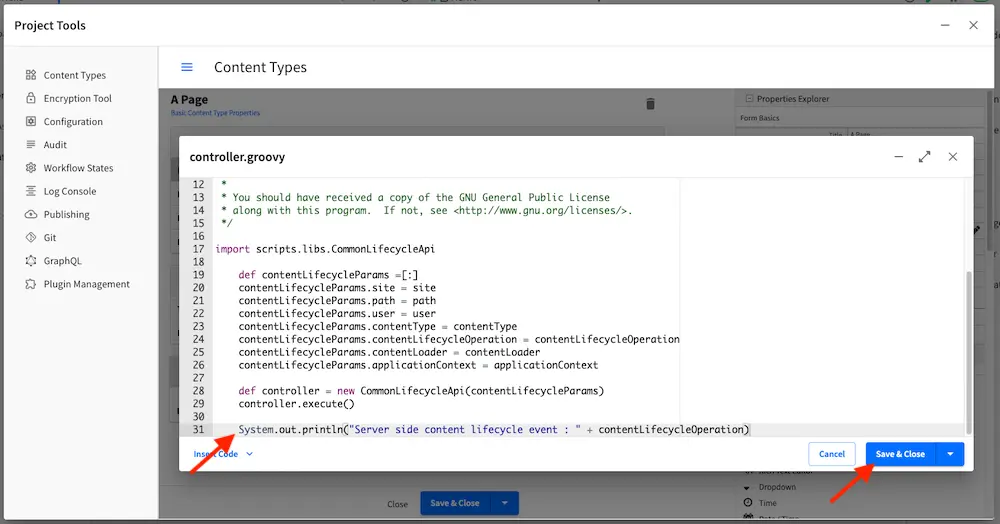 Project Tools
Content Types
Encryption Tool
Configuration
Audit
Workflow States
Log Console
Publishing
Git
GraphQL
Plugin Management
Content Types
A Page
Basic Content Type Properties
Properties Explorer
Form Basics
Title A Page
controller.groovy
12 *
13 * You should have received a copy of the GNU General Public License
14 * along with this program.  If not, see <http://www.gnu.org/licenses/>.
15 */
16
17 import scripts.libs.CommonLifecycleApi
18
19 def contentLifecycleParams =[:]
20 contentLifecycleParams.site = site
21 contentLifecycleParams.path = path
22 contentLifecycleParams.user = user
23 contentLifecycleParams.contentType = contentType
24 contentLifecycleParams.contentLifecycleOperation = contentLifecycleOperation
25 contentLifecycleParams.contentLoader = contentLoader
26 contentLifecycleParams.applicationContext = applicationContext
27
28 def controller = new CommonLifecycleApi(contentLifecycleParams)
29 controller.execute()
30
31 System.out.println("Server side content lifecycle event : " + contentLifecycleOperation)
Insert Code
Cancel
Save & Close
Dropdown
Time
Close
Save & Close